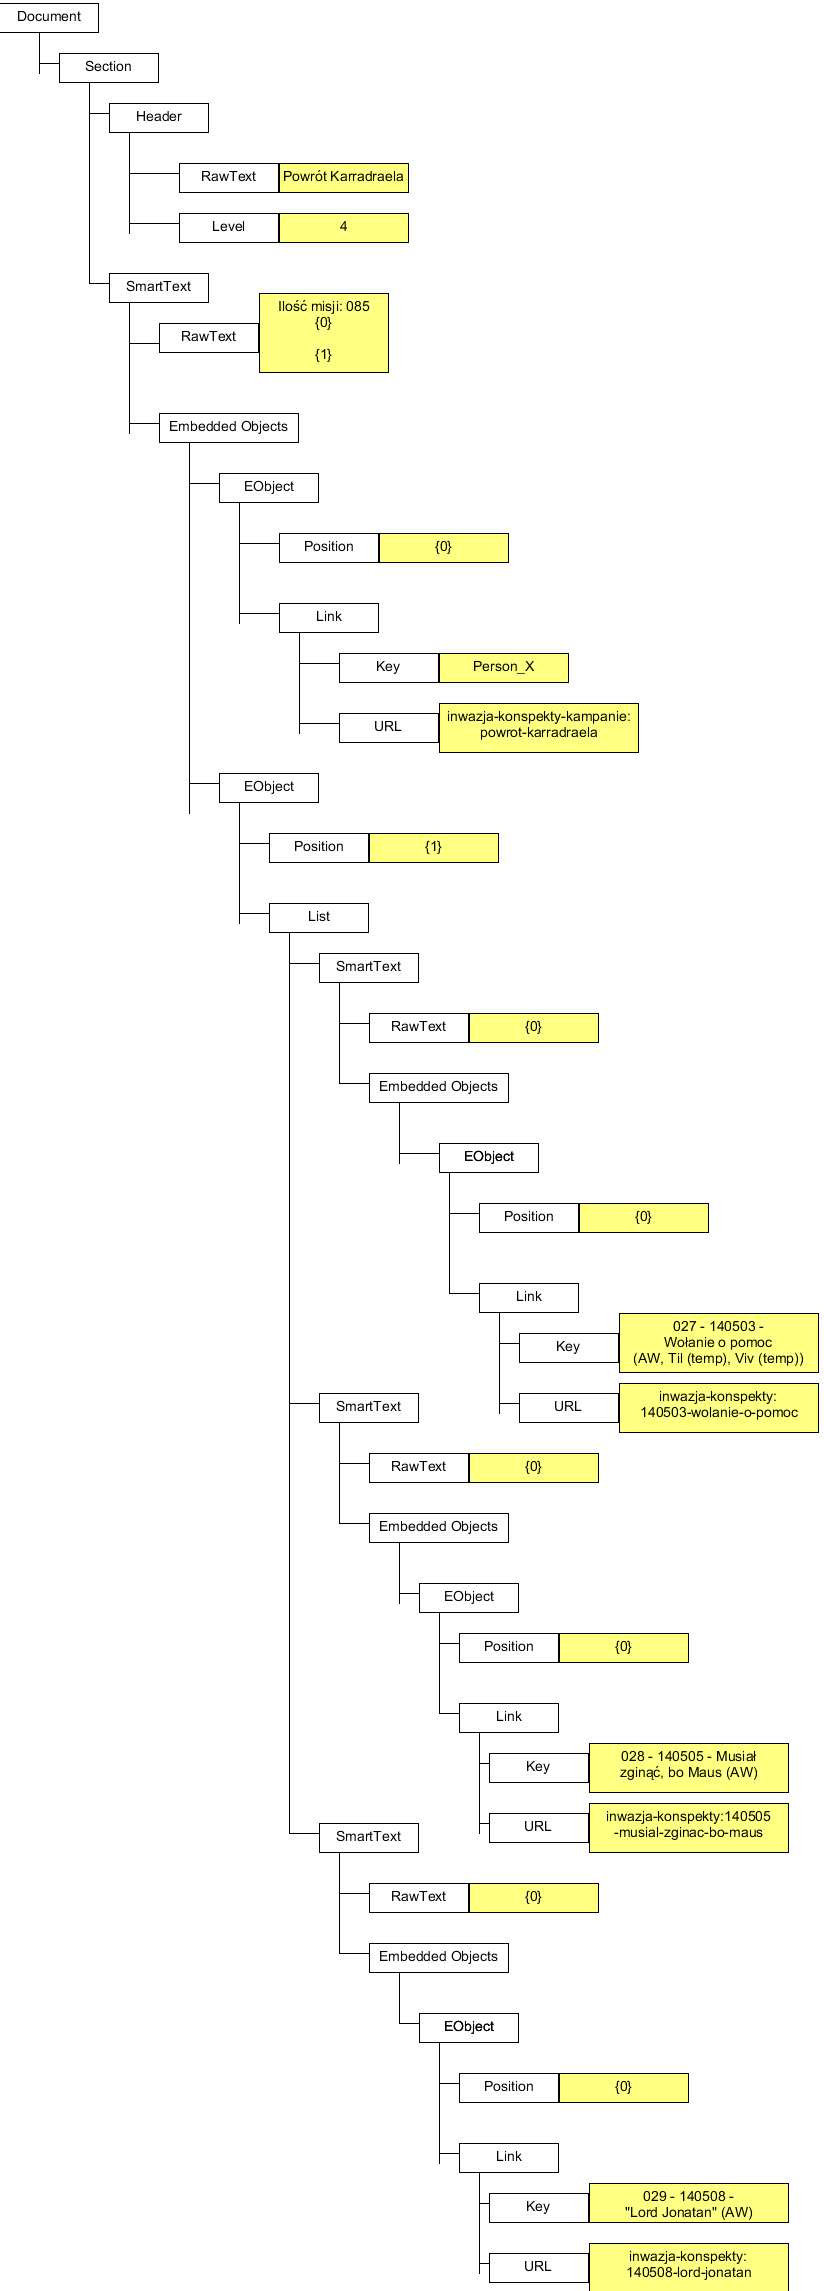 Document
Section
Header
RawText
Powrót Karradraela
Level
4
SmartText
RawText
Ilość misji: 085
{0}
{1}
Embedded Objects
EObject
Position
{0}
Link
Key
Person_X
URL
inwazja-konspekty-kampanie:
powrot-karradraela
EObject
Position
{1}
List
SmartText
RawText
{0}
Embedded Objects
EObject
Position
{0}
Link
Key
027 - 140503 -
Wołanie o pomoc
(AW, Til (temp), Viv (temp))
URL
inwazja-konspekty:
140503-wolanie-o-pomoc
SmartText
RawText
{0}
Embedded Objects
EObject
Position
{0}
Link
Key
028 - 140505 - Musiał
zginąć, bo Maus (AW)
URL
inwazja-konspekty:140505
-musial-zginac-bo-maus
SmartText
RawText
{0}
Embedded Objects
EObject
Position
{0}
Link
Key
029 - 140508 -
"Lord Jonatan" (AW)
URL
inwazja-konspekty:
140508-lord-jonatan